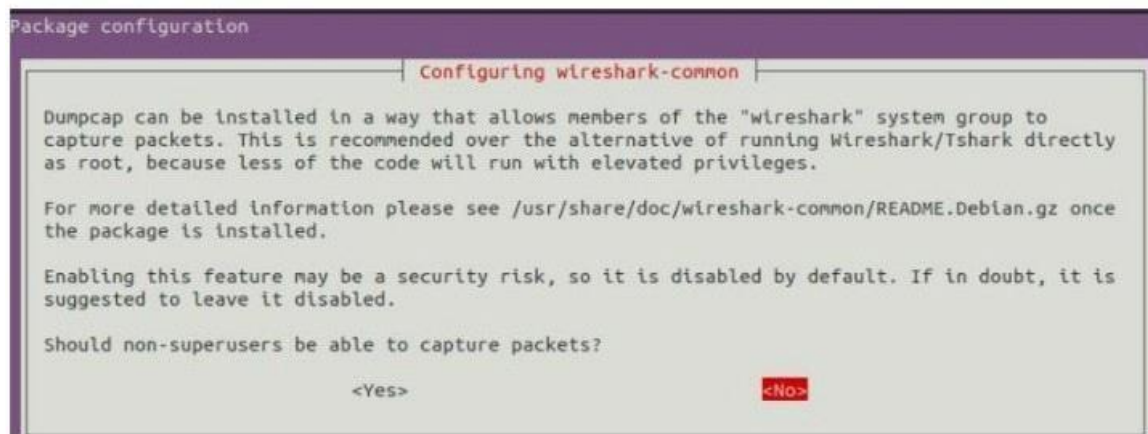 Package configuration
Configuring wireshark-common
Dumpcap can be installed in a way that allows members of the "wireshark" system group to
capture packets. This is recommended over the alternative of running Wireshark/Tshark directly
as root, because less of the code will run with elevated privileges.
For more detailed information please see /usr/share/doc/wireshark-common/README.Debian.gz once
the package is installed.
Enabling this feature may be a security risk, so it is disabled by default. If in doubt, it is
suggested to leave it disabled.
Should non-superusers be able to capture packets?
<Yes> <No>